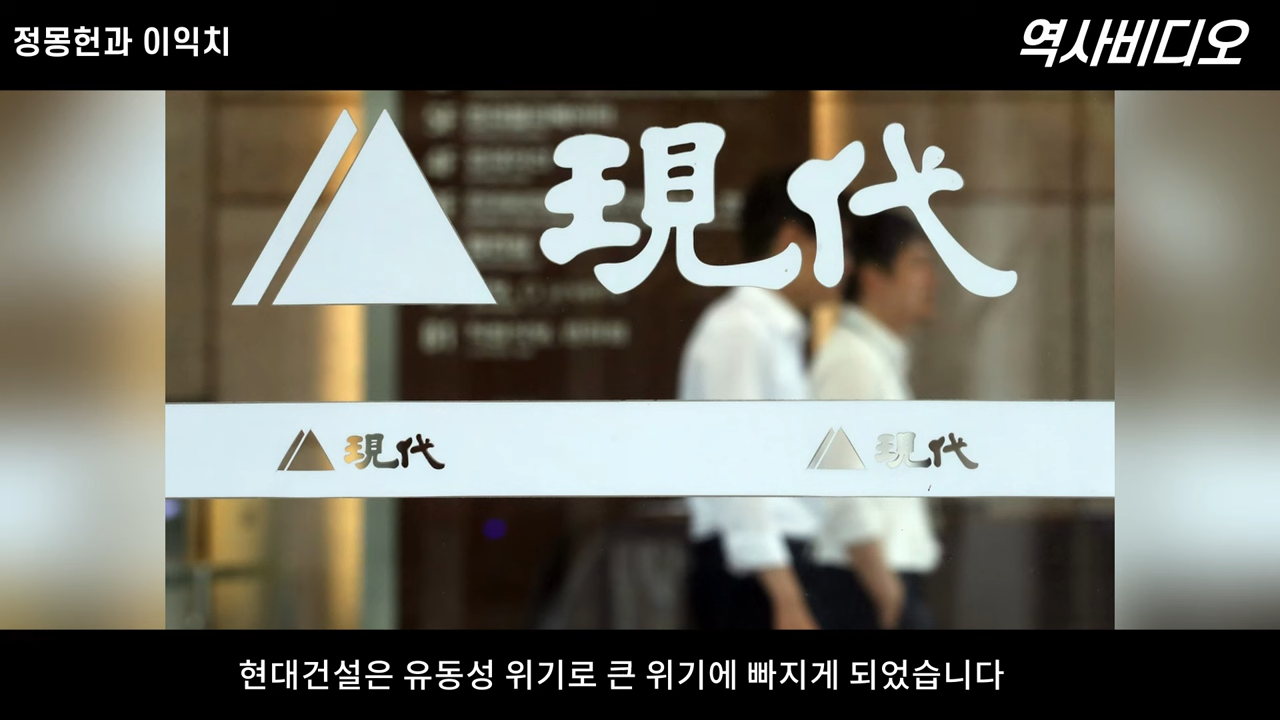 정몽헌과 이익치
역사비디오
現代
現代 現代
현대건설은 유동성 위기로 큰 위기에 빠지게 되었습니다